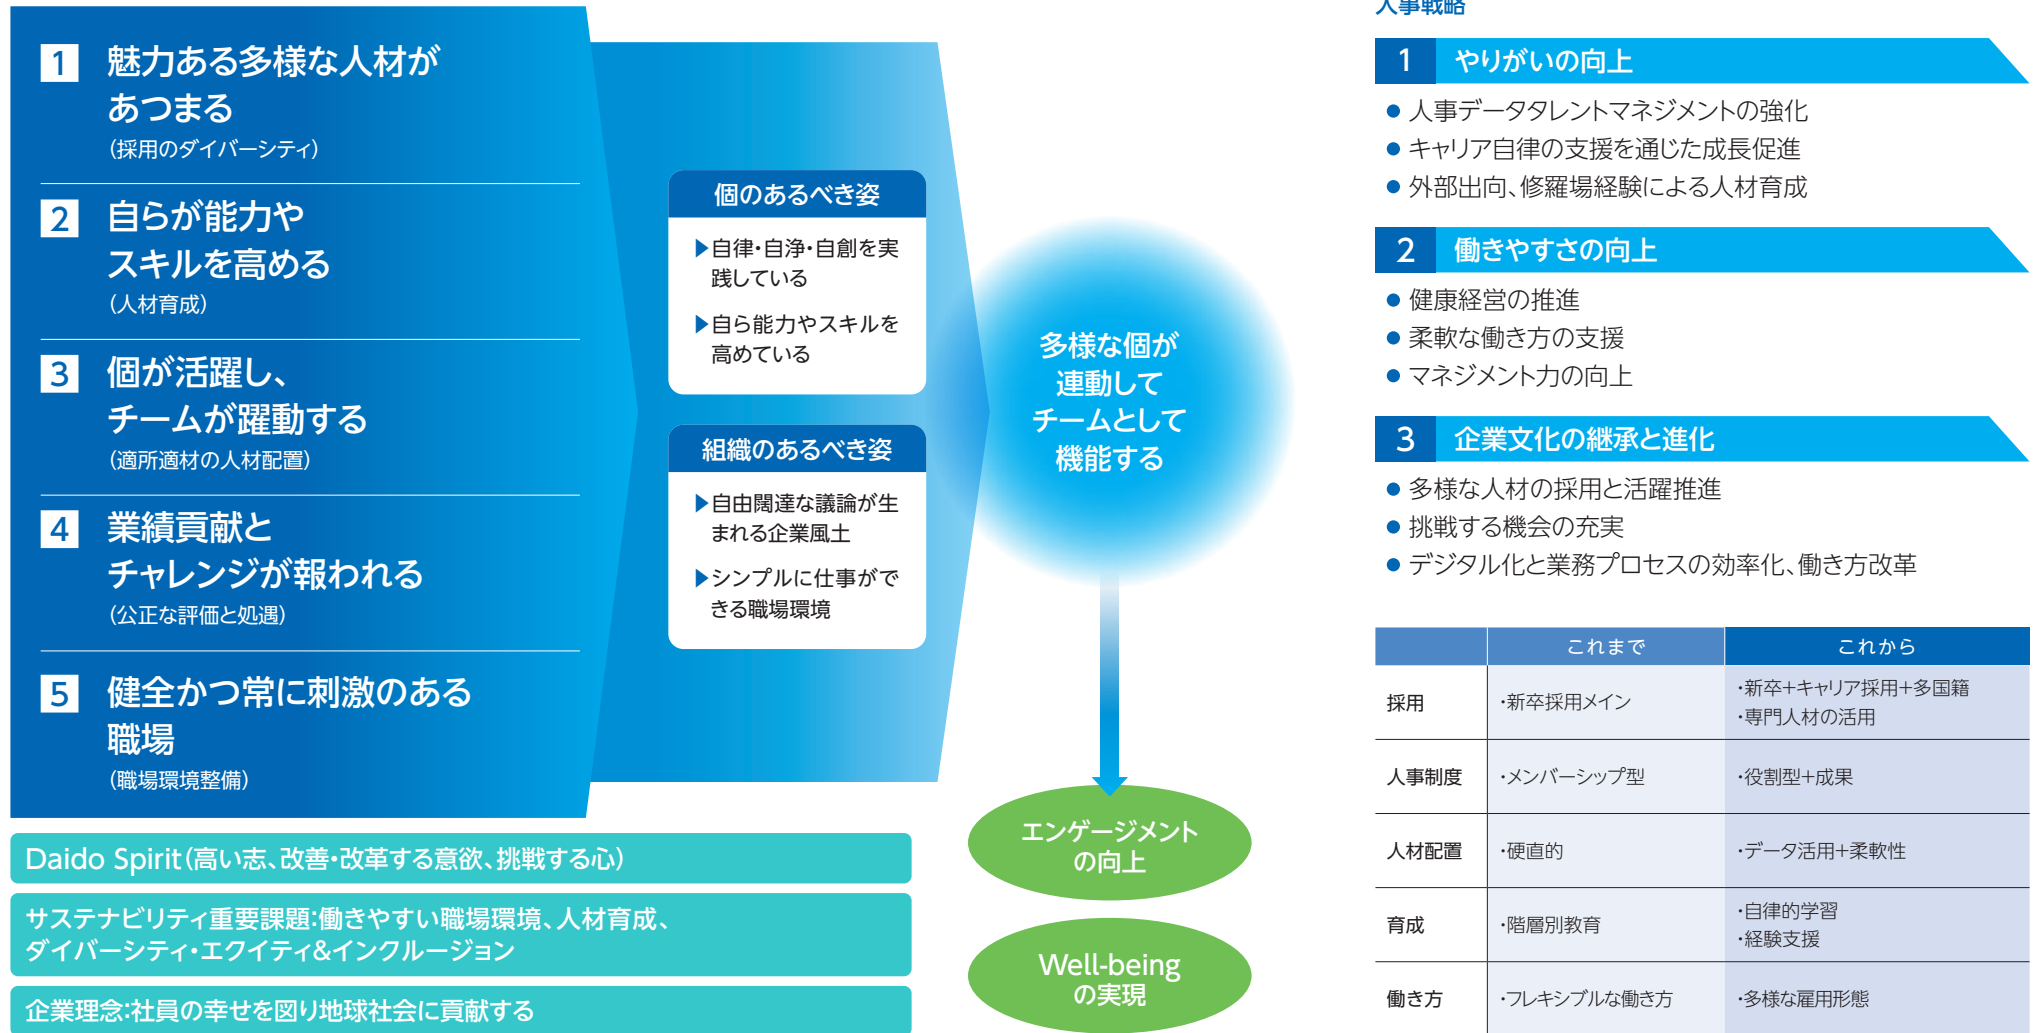 1 魅力ある多様な人材が
あつまる
(採用のダイバーシティ)
2 自らが能力や
スキルを高める
(人材育成)
3 個が活躍し、
チームが躍動する
(適所適材の人材配置)
4 業績貢献と
チャレンジが報われる
(公正な評価と処遇)
5 健全かつ常に刺激のある
職場
(職場環境整備)
個のあるべき姿
▶自律・自浄・自創を実
践している
▶自ら能力やスキルを
高めている
組織のあるべき姿
▶自由闊達な議論が生
まれる企業風土
▶シンプルに仕事がで
きる職場環境
多様な個が
連動して
チームとして
機能する
エンゲージメント
の向上
Well-being
の実現
Daido Spirit(高い志、改善・改革する意欲、挑戦する心)
サステナビリティ重要課題:働きやすい職場環境、人材育成、
ダイバーシティ・エクイティ&インクルージョン
企業理念:社員の幸せを図り地球社会に貢献する
人事戦略
1 やりがいの向上
● 人事データタレントマネジメントの強化
● キャリア自律の支援を通じた成長促進
● 外部出向、修羅場経験による人材育成
2 働きやすさの向上
● 健康経営の推進
● 柔軟な働き方の支援
● マネジメント力の向上
3 企業文化の継承と進化
● 多様な人材の採用と活躍推進
● 挑戦する機会の充実
● デジタル化と業務プロセスの効率化、働き方改革
これまで これから
採用 ・新卒採用メイン ・新卒+キャリア採用+多国籍
・専門人材の活用
人事制度 ・メンバーシップ型 ・役割型+成果
人材配置 ・硬直的 ・データ活用+柔軟性
育成 ・階層別教育 ・自律的学習
・経験支援
働き方 ・フレキシブルな働き方 ・多様な雇用形態